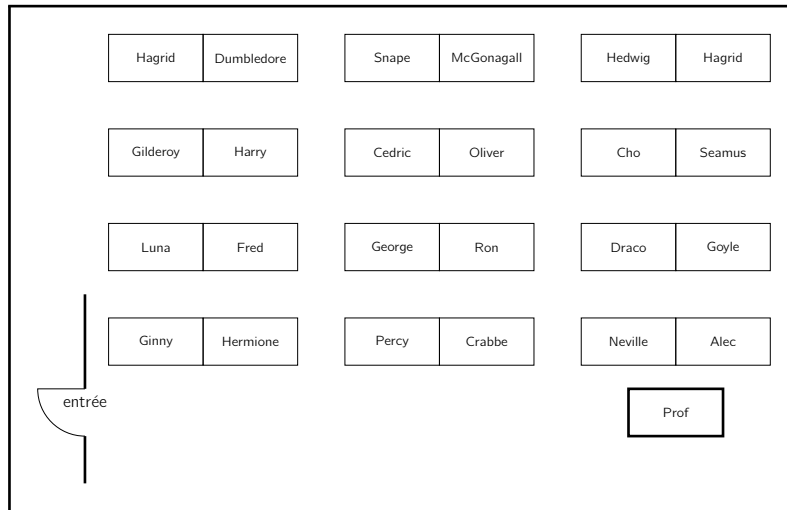 Hagrid Dumbledore Snape McGonagall Hedwig Hagrid
Gilderoy Harry Cedric Oliver Cho Seamus
Luna Fred George Ron Draco Goyle
Ginny Hermione Percy Crabbe Neville Alec
entrée
Prof